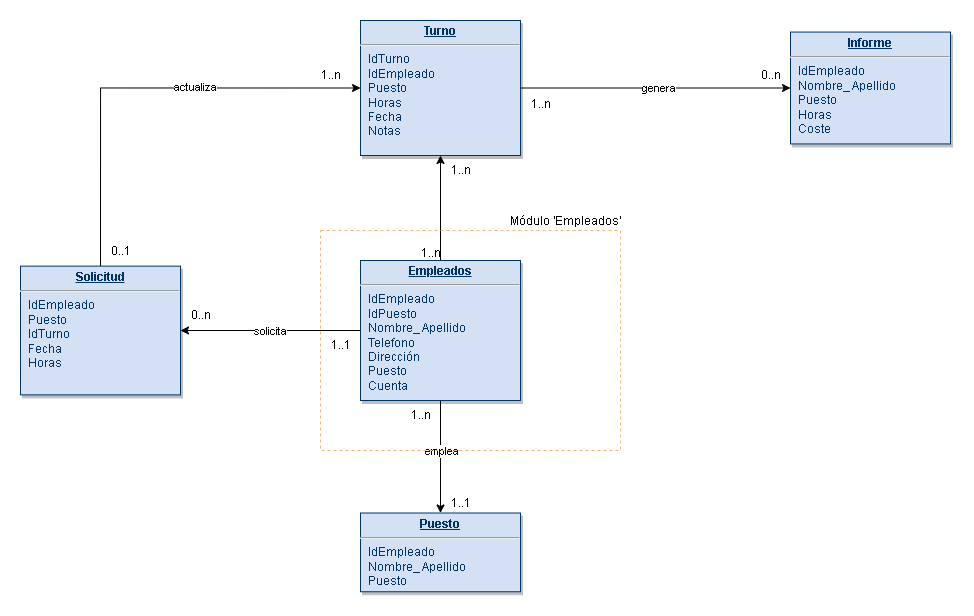 Turno
IdTurno
IdEmpleado
Puesto
Horas
Fecha
Notas
1..n
actualiza
0..1
1..n
genera
0..n
Informe
IdEmpleado
Nombre_Apellido
Puesto
Horas
Coste
1..n
1..n
Módulo 'Empleados'
Solicitud
IdEmpleado
Puesto
IdTurno
Fecha
Horas
0..n
solicita
1..1
Empleados
IdEmpleado
IdPuesto
Nombre_Apellido
Telefono
Dirección
Puesto
Cuenta
1..n
emplea
1..1
Puesto
IdEmpleado
Nombre_Apellido
Puesto